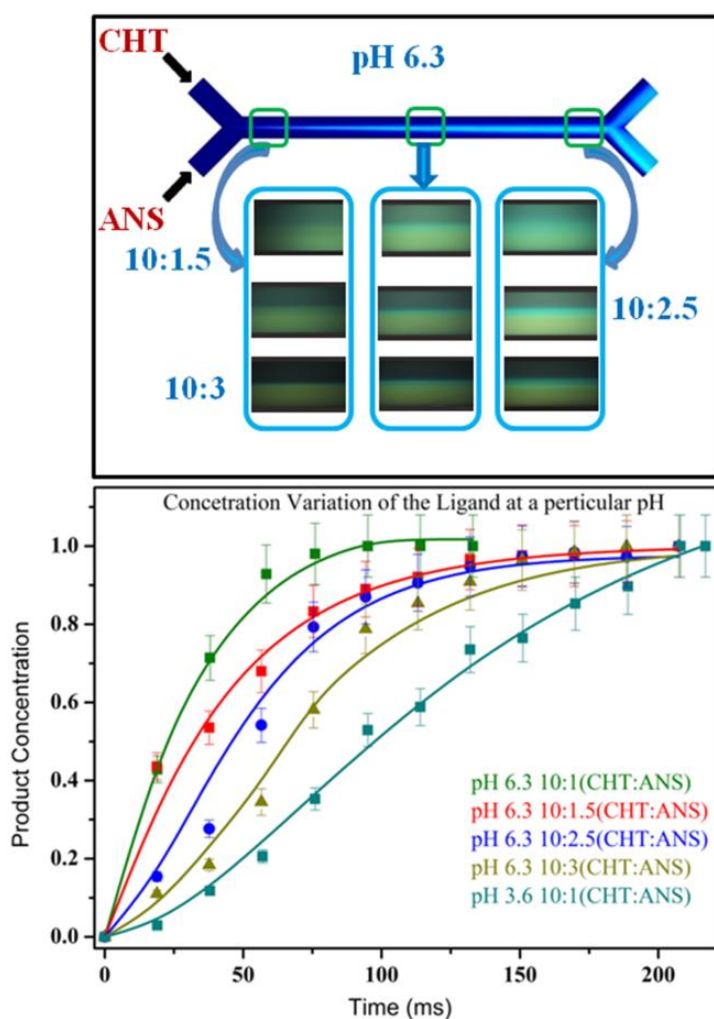 CHT
pH 6.3
ANS
10:1.5
10:2.5
10:3
Concetration Variation of the Ligand at a perticular pH
1.0
0.8
0.6
0.4
0.2
0.0
Product Concentration
pH 6.3 10:1(CHT:ANS)
pH 6.3 10:1.5(CHT:ANS)
pH 6.3 10:2.5(CHT:ANS)
pH 6.3 10:3(CHT:ANS)
pH 3.6 10:1(CHT:ANS)
0 50 100 150 200
Time (ms)